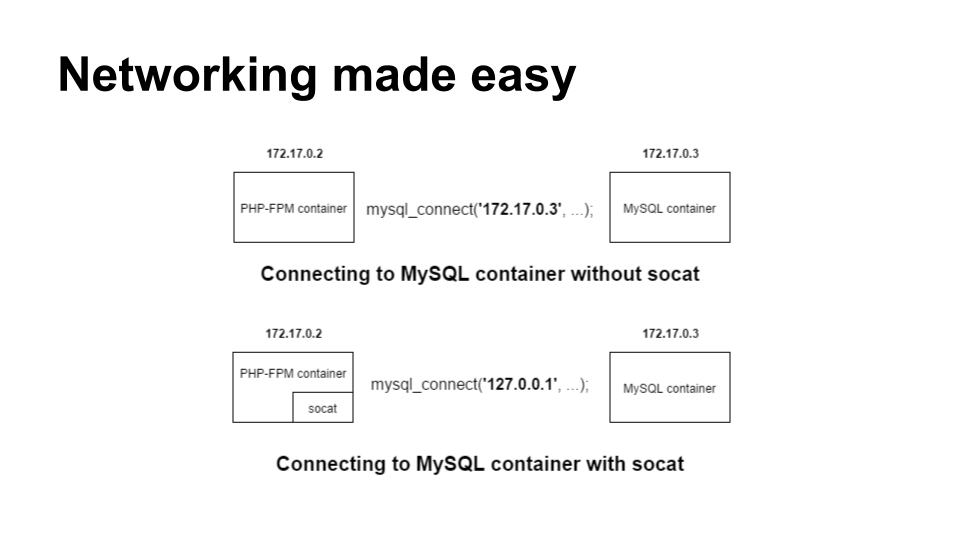 Networking made easy
172.17.0.2
172.17.0.3
PHP-FPM container
mysql_connect('172.17.0.3', ...);
MySQL container
Connecting to MySQL container without socat
172.17.0.2
172.17.0.3
PHP-FPM container
socat
mysql_connect('127.0.0.1', ...);
MySQL container
Connecting to MySQL container with socat